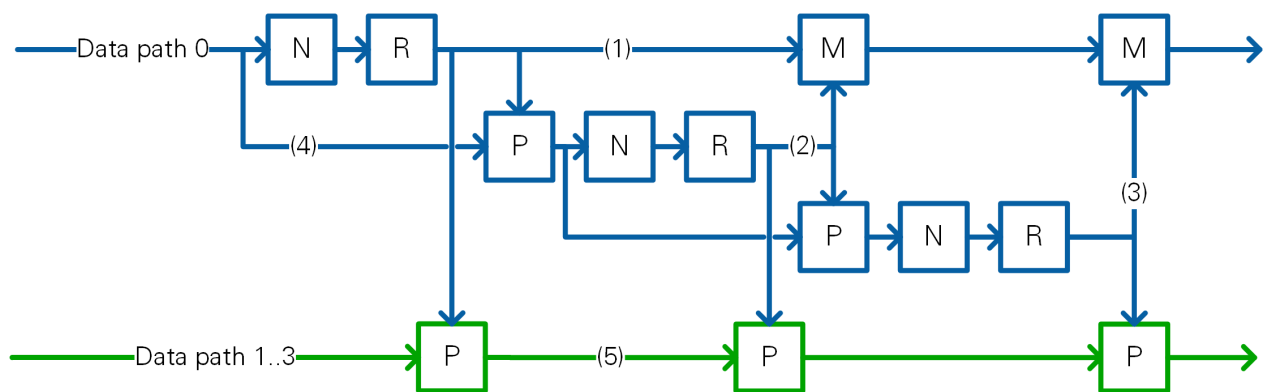 Data path 0 N R (1) M M
(4) P N R (2)
P N R (3)
Data path 1..3 P (5) P P